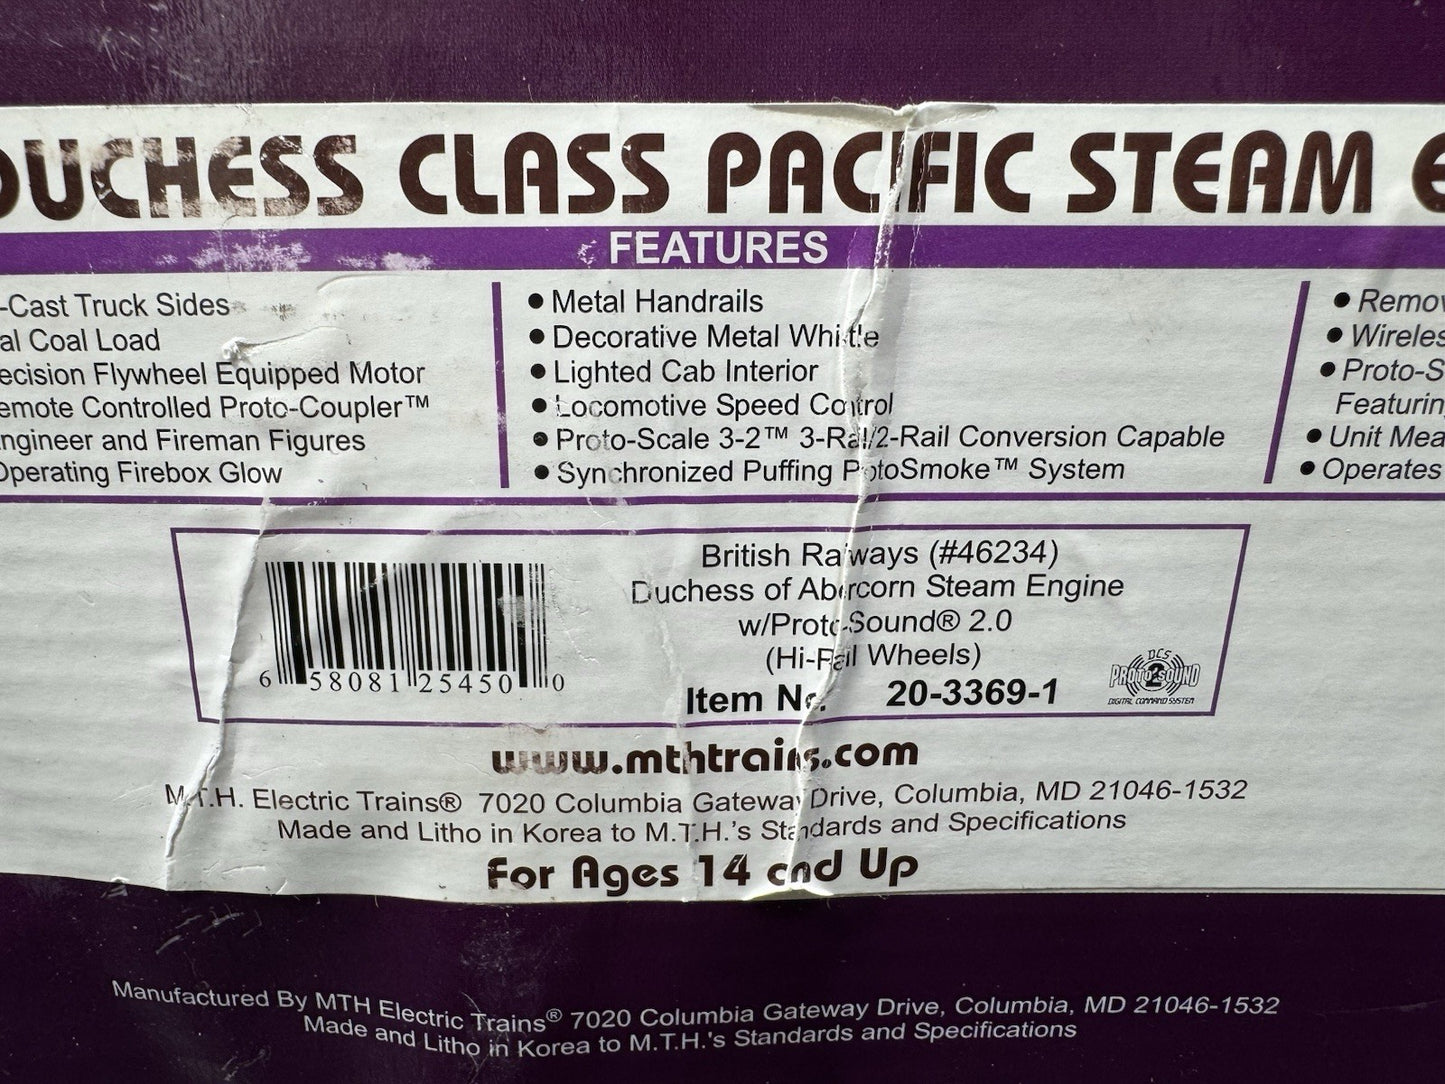 DUCHESS CLASS PACIFIC STEAM E
FEATURES
-Cast Truck Sides
al Coal Load
ecision Flywheel Equipped Motor
emote Controlled Proto-Coupler™
ngineer and Fireman Figures
Operating Firebox Glow
• Metal Handrails
• Decorative Metal Whistle
• Lighted Cab Interior
• Locomotive Speed Control
• Proto-Scale 3-2™ 3-Rail/2-Rail Conversion Capable
• Synchronized Puffing ProtoSmoke™ System
• Remov
• Wireles
• Proto-S
Featurin
• Unit Mea
• Operates
6 58081 25450 0
British Railways (#46234)
Duchess of Abercorn Steam Engine
w/Proto-Sound® 2.0
(Hi-Rail Wheels)
Item No. 20-3369-1
DCS
PROTO SOUND 2
DIGITAL COMMAND SYSTEM
www.mthtrains.com
M.T.H. Electric Trains® 7020 Columbia Gateway Drive, Columbia, MD 21046-1532
Made and Litho in Korea to M.T.H.'s Standards and Specifications
For Ages 14 and Up
Manufactured By MTH Electric Trains® 7020 Columbia Gateway Drive, Columbia, MD 21046-1532
Made and Litho in Korea to M.T.H.'s Standards and Specifications